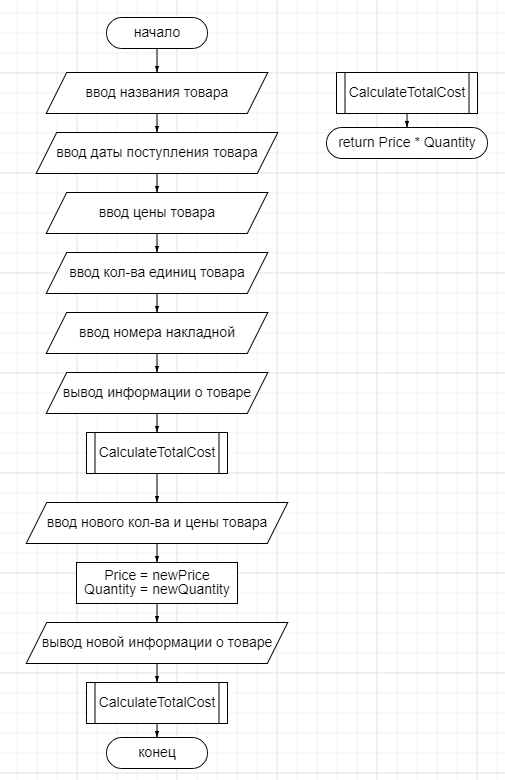 начало
ввод названия товара
ввод даты поступления товара
ввод цены товара
ввод кол-ва единиц товара
ввод номера накладной
вывод информации о товаре
CalculateTotalCost
ввод нового кол-ва и цены товара
Price = newPrice
Quantity = newQuantity
вывод новой информации о товаре
CalculateTotalCost
конец
CalculateTotalCost
return Price * Quantity